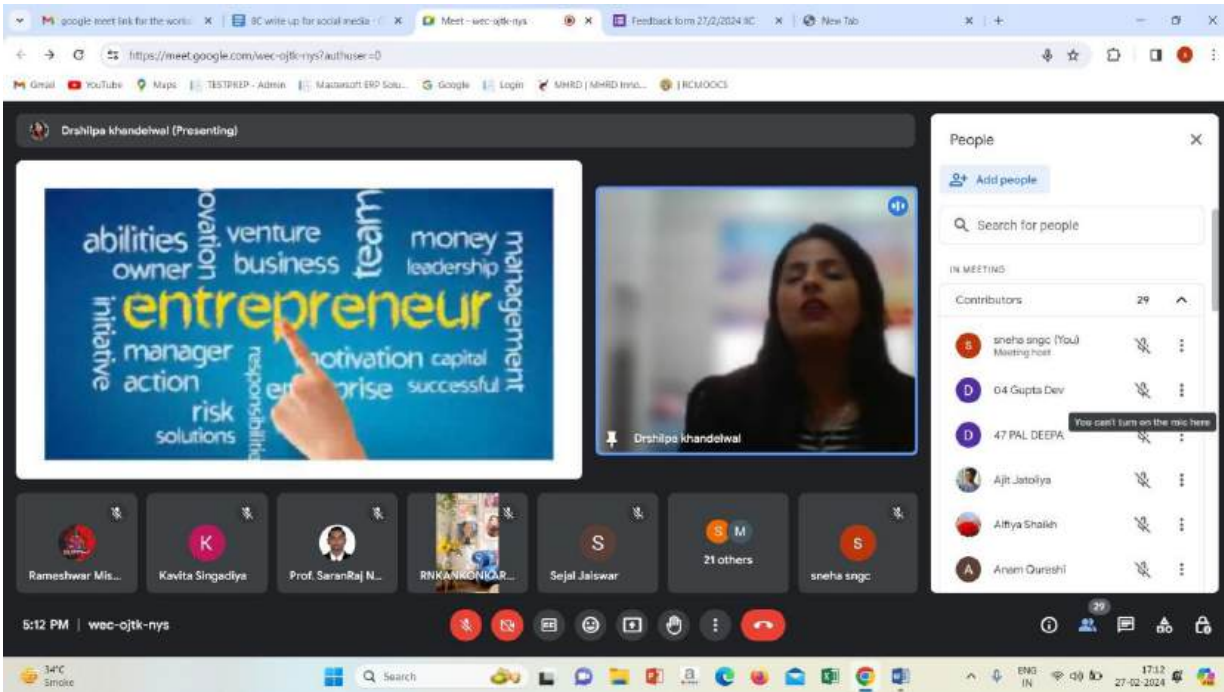 google meet link for the works
IIC write up for social media - G
Meet - wec-ojtk-nys
Feedback form 27/2/2024 IIC
New Tab
https://meet.google.com/wec-ojtk-nys?authuser=0
Gmail
YouTube
Maps
TESTPREP - Admin
Mastersoft ERP Solu...
Google
Login
MHRD | MHRD Inno...
IRCMOOCS
Drshilpa khandelwal (Presenting)
abilities
ovation
venture
team
money
management
owner
business
leadership
initiative
entrepreneur
manager
responsibilitie
otivation
capital
action
en
prise
successful
risk
solutions
Drshilpa khandelwal
Rameshwar Mis...
K
Kavita Singadiya
Prof. SaranRaj N...
RNKANKONKAR...
S
Sejal Jaiswar
S M
21 others
S
sneha sngc
People
Add people
Search for people
IN MEETING
Contributors 29
S
sneha sngc (You)
Meeting host
D
04 Gupta Dev
You can't turn on the mic here
D
47 PAL DEEPA
Ajit Jatoliya
Alfiya Shaikh
A
Anam Qureshi
5:12 PM | wec-ojtk-nys
29
34°C
Smoke
Search
ENG
IN
17:12
27-02-2024